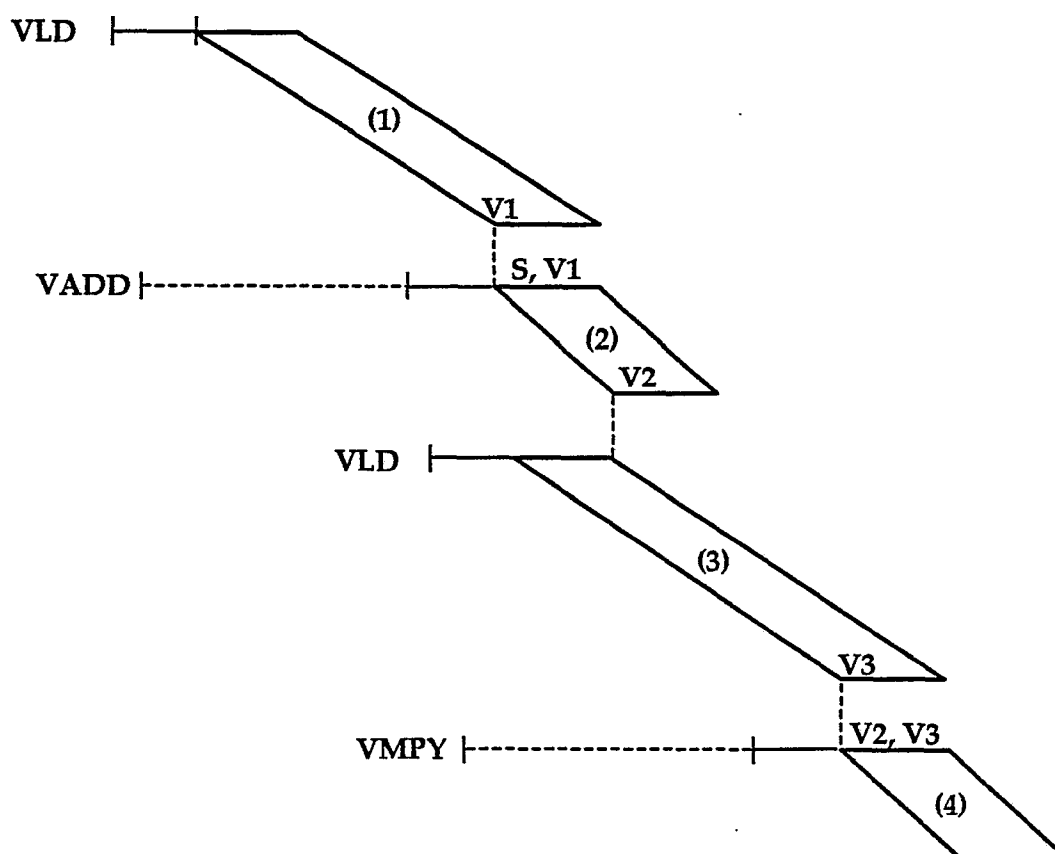 VLD
(1)
V1
VADD
S, V1
(2)
V2
VLD
(3)
V3
VMPY
V2, V3
(4)